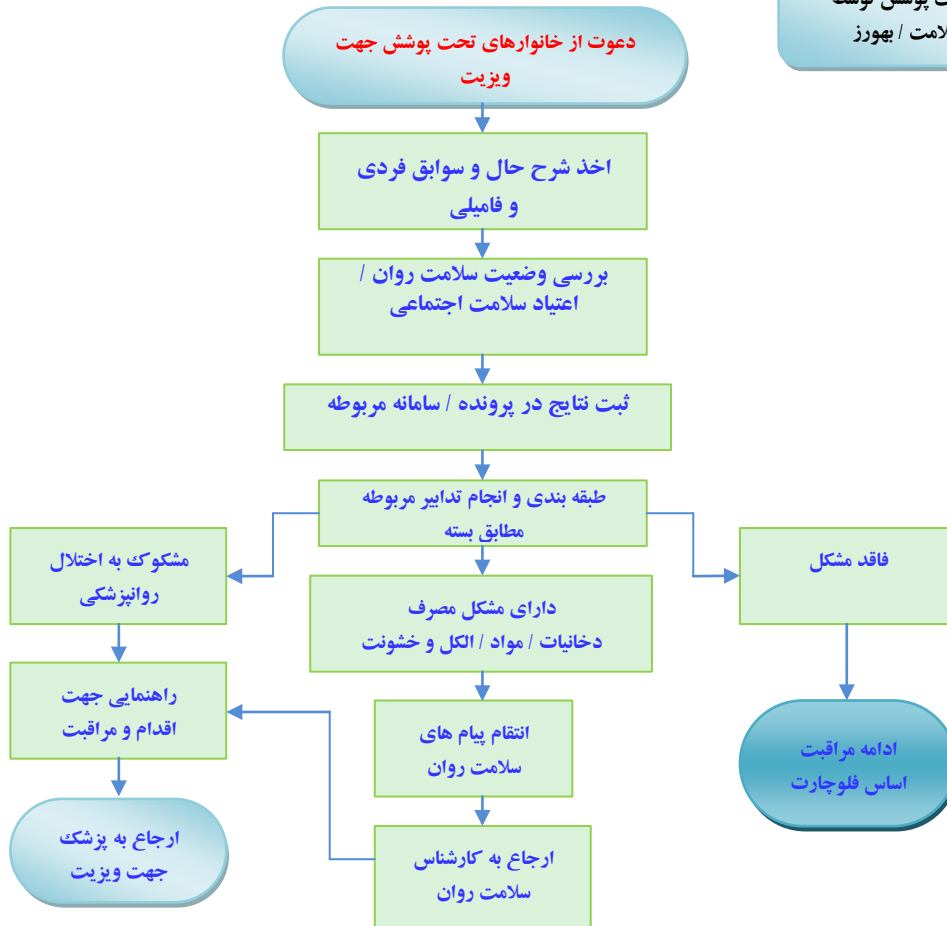 پوشش توسط
/ بهورز
دعوت از خانوارهای تحت پوشش جهت
ویزیت
اخذ شرح حال و سوابق فردی
و فامیلی
بررسی وضعیت سلامت روان /
اعتیاد سلامت اجتماعی
ثبت نتایج در پرونده / سامانه مربوطه
طبقه بندی و انجام تدابیر مربوطه
مطابق بسته
مشکوک به اختلال
روانپزشکی
فاقد مشکل
دارای مشکل مصرف
دخانیات / مواد / الکل و خشونت
راهنمایی جهت
اقدام و مراقبت
انتقام پیام های
سلامت روان
ادامه مراقبت
اساس فلوچارت
ارجاع به پزشک
جهت ویزیت
ارجاع به کارشناس
سلامت روان